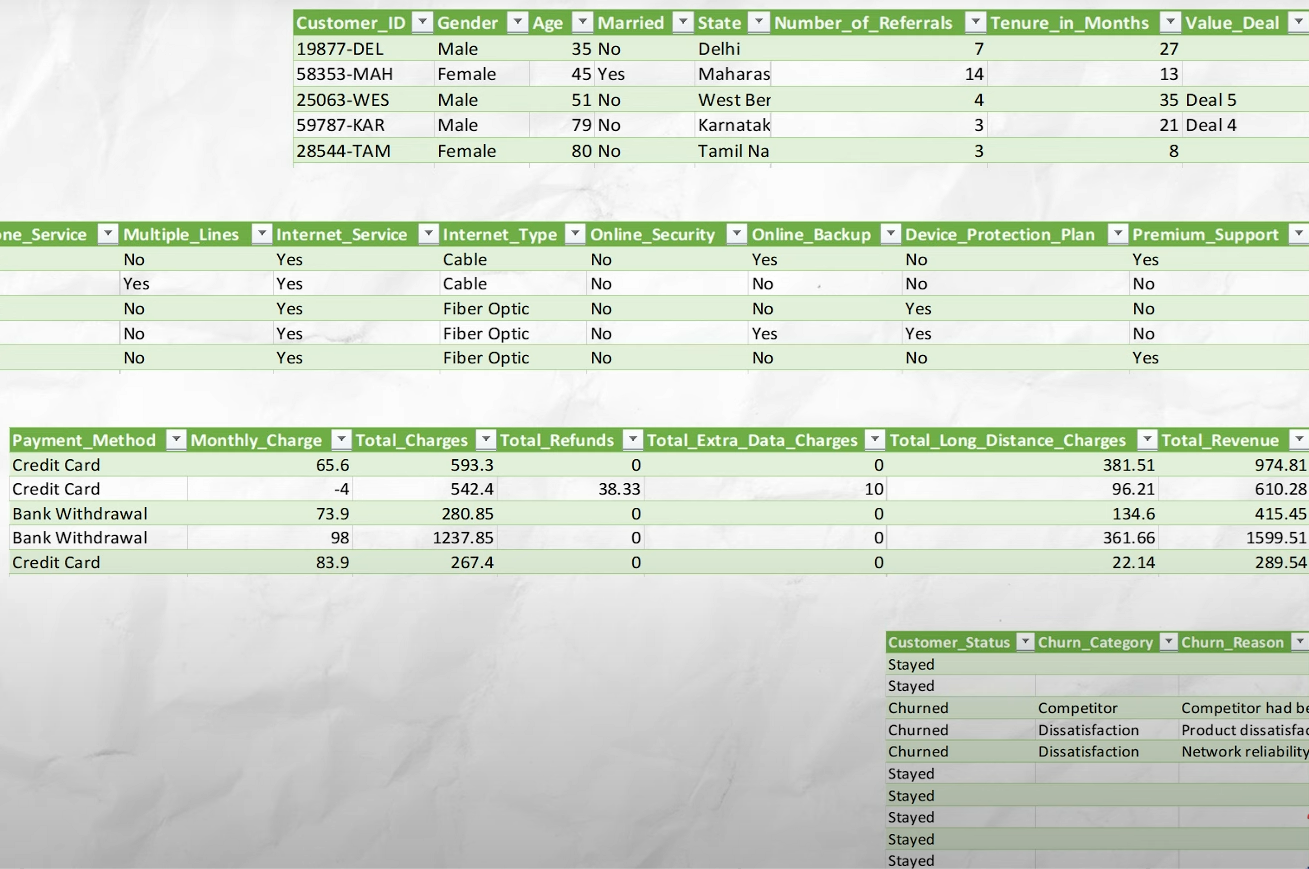 Customer_ID Gender Age Married State Number_of_Referrals Tenure_in_Months Value_Deal
19877-DEL Male 35 No Delhi 7 27
58353-MAH Female 45 Yes Maharas 14 13
25063-WES Male 51 No West Ber 4 35 Deal 5
59787-KAR Male 79 No Karnatak 3 21 Deal 4
28544-TAM Female 80 No Tamil Na 3 8
ne_Service Multiple_Lines Internet_Service Internet_Type Online_Security Online_Backup Device_Protection_Plan Premium_Support
No Yes Cable No Yes No Yes
Yes Yes Cable No No No No
No Yes Fiber Optic No No Yes No
No Yes Fiber Optic No Yes Yes No
No Yes Fiber Optic No No No Yes
Payment_Method Monthly_Charge Total_Charges Total_Refunds Total_Extra_Data_Charges Total_Long_Distance_Charges Total_Revenue
Credit Card 65.6 593.3 0 0 381.51 974.81
Credit Card -4 542.4 38.33 10 96.21 610.28
Bank Withdrawal 73.9 280.85 0 0 134.6 415.45
Bank Withdrawal 98 1237.85 0 0 361.66 1599.51
Credit Card 83.9 267.4 0 0 22.14 289.54
Customer_Status Churn_Category Churn_Reason
Stayed
Stayed
Churned Competitor Competitor had be
Churned Dissatisfaction Product dissatisfac
Churned Dissatisfaction Network reliability
Stayed
Stayed
Stayed
Stayed
Stayed